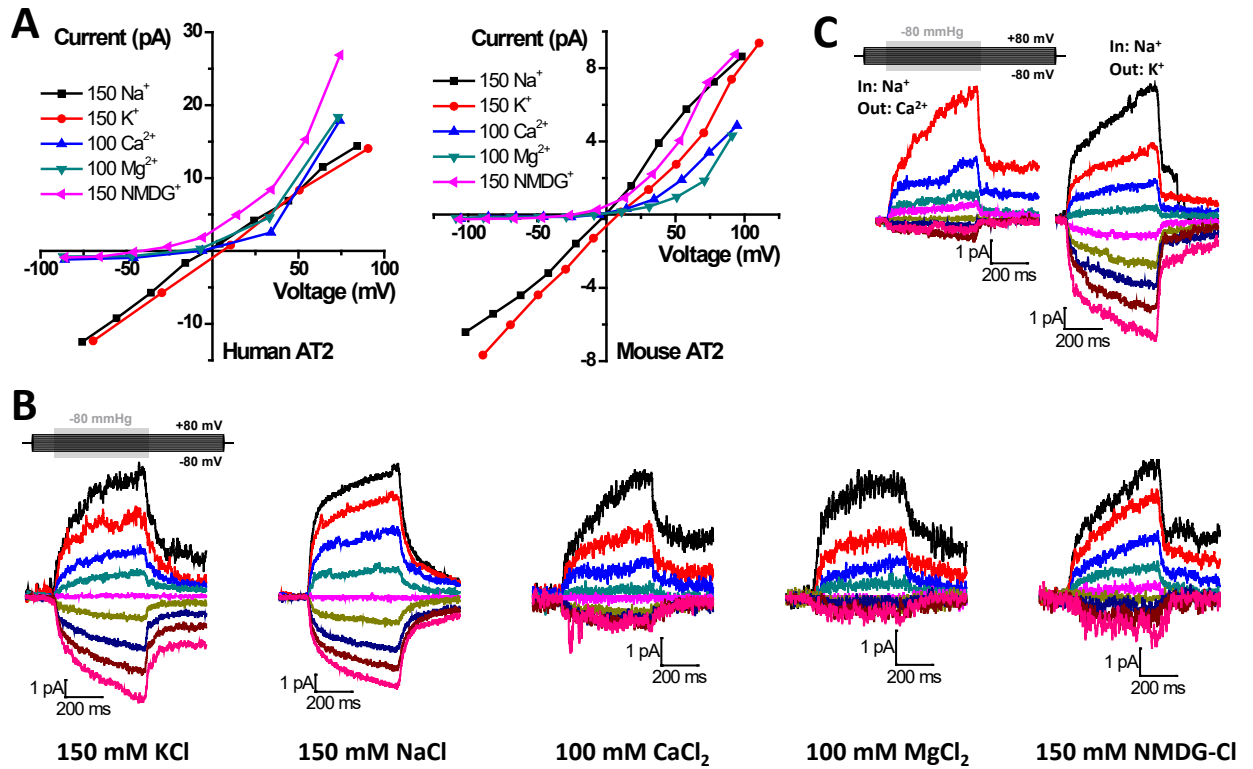 A
Current (pA)
150 Na⁺
150 K⁺
100 Ca²⁺
100 Mg²⁺
150 NMDG⁺
30
20
10
-10
-100
-50
50
100
Voltage (mV)
Human AT2
Current (pA)
150 Na⁺
150 K⁺
100 Ca²⁺
100 Mg²⁺
150 NMDG⁺
8
4
0
-4
-8
-100
-50
0
50
100
Voltage (mV)
Mouse AT2
C
-80 mmHg
+80 mV
-80 mV
In: Na⁺
Out: Ca²⁺
In: Na⁺
Out: K⁺
1 pA
200 ms
1 pA
200 ms
B
-80 mmHg
+80 mV
-80 mV
1 pA
200 ms
1 pA
200 ms
1 pA
200 ms
1 pA
200 ms
1 pA
200 ms
150 mM KCl
150 mM NaCl
100 mM CaCl₂
100 mM MgCl₂
150 mM NMDG-Cl